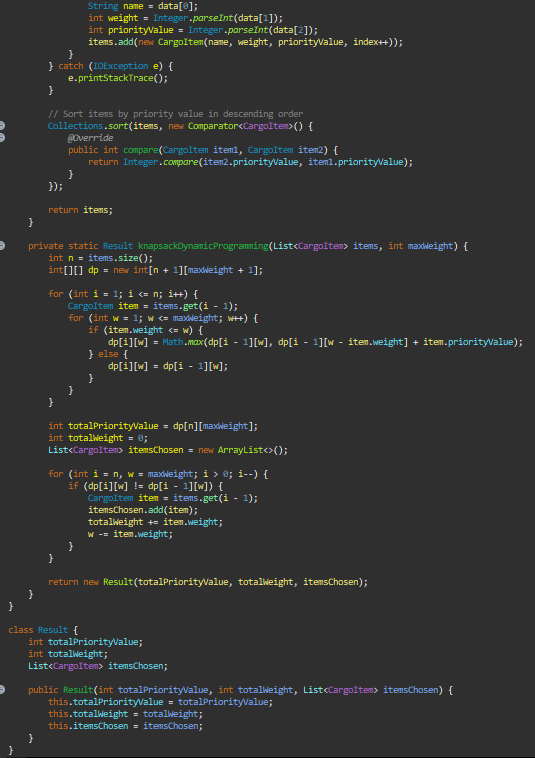 String name = data[0];
int weight = Integer.parseInt(data[1]);
int priorityValue = Integer.parseInt(data[2]);
items.add(new CargoItem(name, weight, priorityValue, index++));
}
} catch (IOException e) {
e.printStackTrace();
}
// Sort items by priority value in descending order
Collections.sort(items, new Comparator<CargoItem>() {
@Override
public int compare(CargoItem item1, CargoItem item2) {
return Integer.compare(item2.priorityValue, item1.priorityValue);
}
});
return items;
}
private static Result knapsackDynamicProgramming(List<CargoItem> items, int maxWeight) {
int n = items.size();
int[][] dp = new int[n + 1][maxWeight + 1];
for (int i = 1; i <= n; i++) {
CargoItem item = items.get(i - 1);
for (int w = 1; w <= maxWeight; w++) {
if (item.weight <= w) {
dp[i][w] = Math.max(dp[i - 1][w], dp[i - 1][w - item.weight] + item.priorityValue);
} else {
dp[i][w] = dp[i - 1][w];
}
}
}
int totalPriorityValue = dp[n][maxWeight];
int totalWeight = 0;
List<CargoItem> itemsChosen = new ArrayList<>();
for (int i = n, w = maxWeight; i > 0; i--) {
if (dp[i][w] != dp[i - 1][w]) {
CargoItem item = items.get(i - 1);
itemsChosen.add(item);
totalWeight += item.weight;
w -= item.weight;
}
}
return new Result(totalPriorityValue, totalWeight, itemsChosen);
}
}
class Result {
int totalPriorityValue;
int totalWeight;
List<CargoItem> itemsChosen;
public Result(int totalPriorityValue, int totalWeight, List<CargoItem> itemsChosen) {
this.totalPriorityValue = totalPriorityValue;
this.totalWeight = totalWeight;
this.itemsChosen = itemsChosen;
}
}